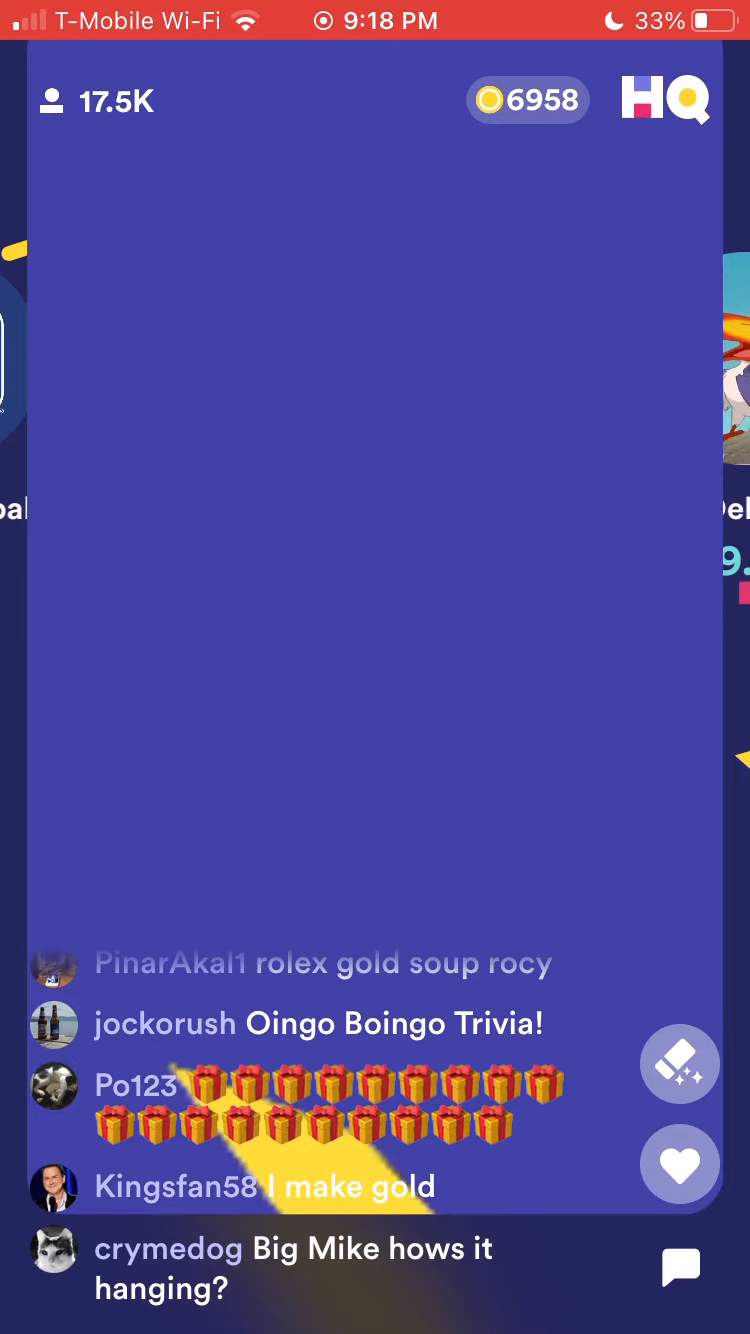 T-Mobile Wi-Fi 9:18 PM 33%
17.5K 6958 HQ
9.
PinarAkal1 rolex gold soup rocy
jockorush Oingo Boingo Trivia!
Po123 🎁🎁🎁🎁🎁🎁🎁🎁🎁
🎁🎁🎁🎁🎁🎁🎁🎁🎁🎁
Kingsfan58 I make gold
crymedog Big Mike hows it
hanging?